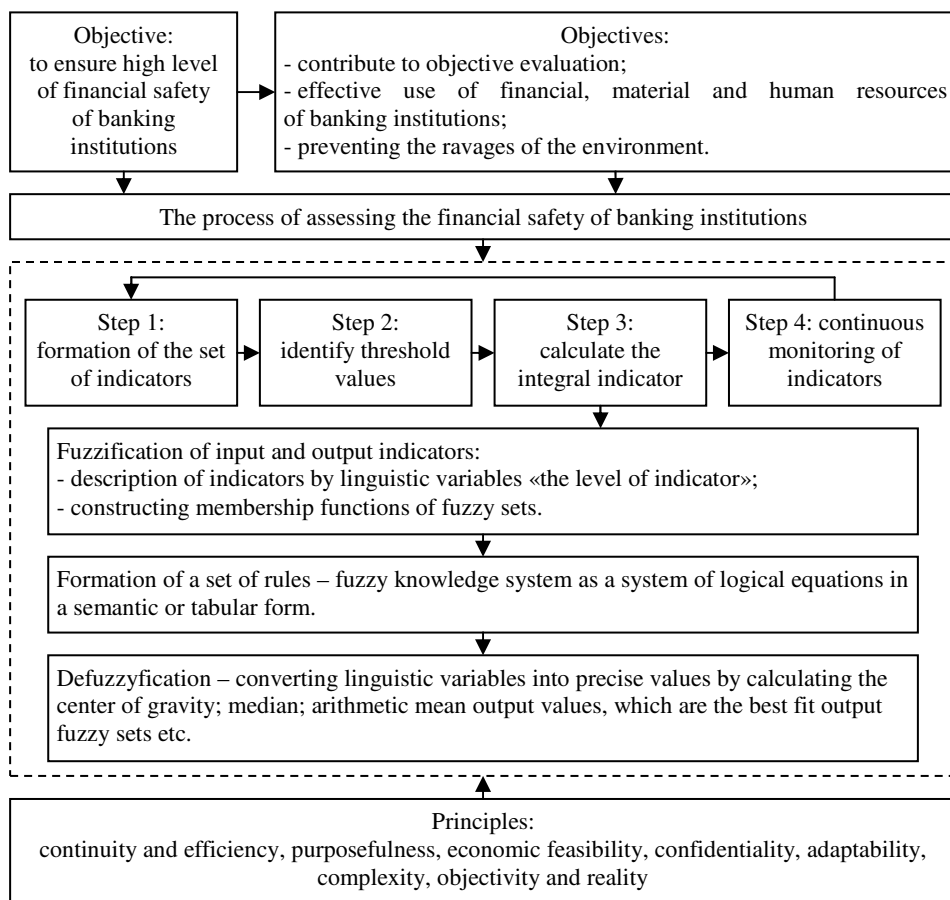 Objective:
to ensure high level
of financial safety
of banking
institutions
Objectives:
- contribute to objective evaluation;
- effective use of financial, material and human resources
of banking institutions;
- preventing the ravages of the environment.
The process of assessing the financial safety of banking institutions
Step 1:
formation of the set
of indicators
Step 2:
identify threshold
values
Step 3:
calculate the
integral indicator
Step 4: continuous
monitoring of
indicators
Fuzzification of input and output indicators:
- description of indicators by linguistic variables «the level of indicator»;
- constructing membership functions of fuzzy sets.
Formation of a set of rules – fuzzy knowledge system as a system of logical equations in
a semantic or tabular form.
Defuzzyfication – converting linguistic variables into precise values by calculating the
center of gravity; median; arithmetic mean output values, which are the best fit output
fuzzy sets etc.
Principles:
continuity and efficiency, purposefulness, economic feasibility, confidentiality, adaptability,
complexity, objectivity and reality